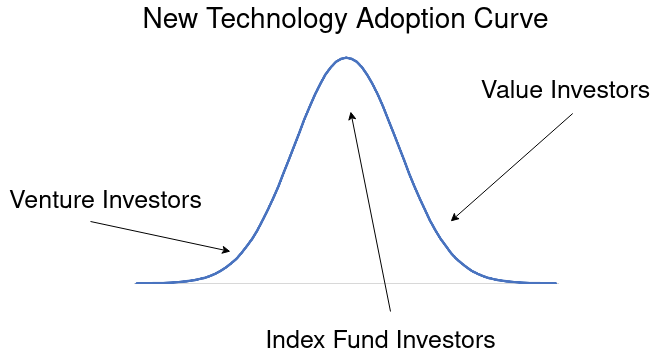 New Technology Adoption Curve
Value Investors
Venture Investors
Index Fund Investors